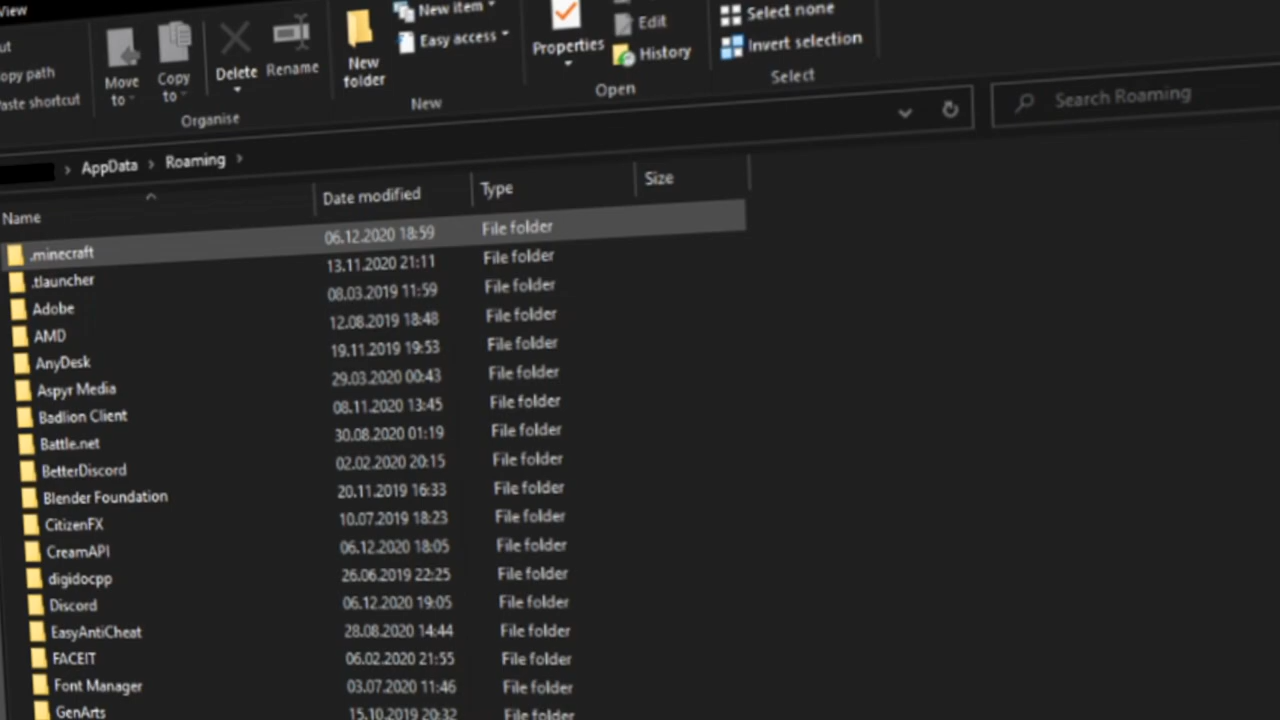 View
Move to
Copy to
Delete
Rename
New folder
New item
Easy access
Properties
Edit
History
Select none
Invert selection
Organise
New
Open
Select
AppData > Roaming >
Search Roaming
Name Date modified Type Size
.minecraft 06.12.2020 18:59 File folder
.tlauncher 13.11.2020 21:11 File folder
Adobe 08.03.2019 11:59 File folder
AMD 12.08.2019 18:48 File folder
AnyDesk 19.11.2019 19:53 File folder
Aspyr Media 29.03.2020 00:43 File folder
Badlion Client 08.11.2020 13:45 File folder
Battle.net 30.08.2020 01:19 File folder
BetterDiscord 02.02.2020 20:15 File folder
Blender Foundation 20.11.2019 16:33 File folder
CitizenFX 10.07.2019 18:23 File folder
CreamAPI 06.12.2020 18:05 File folder
digidocpp 26.06.2019 22:25 File folder
Discord 06.12.2020 19:05 File folder
EasyAntiCheat 28.08.2020 14:44 File folder
FACEIT 06.02.2020 21:55 File folder
Font Manager 03.07.2020 11:46 File folder
GenArts 15.10.2019 20:32 File folder